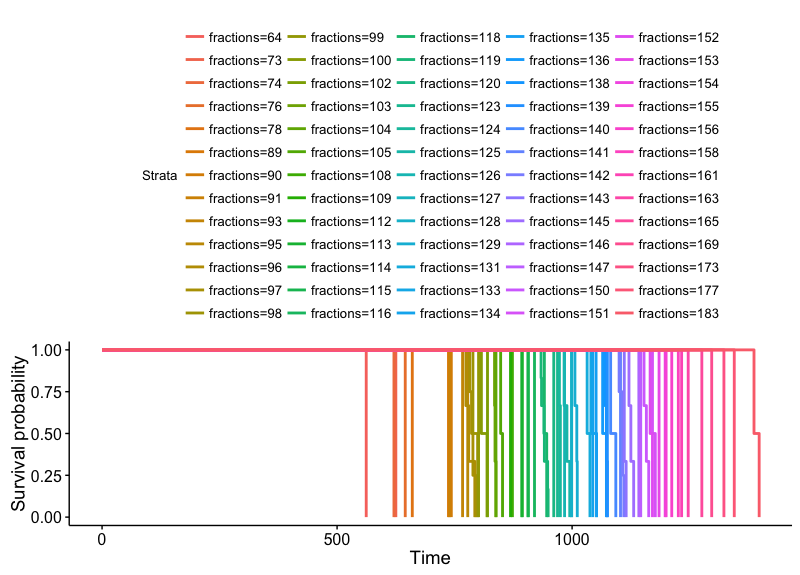 fractions=64 fractions=99 fractions=118 fractions=135 fractions=152
fractions=73 fractions=100 fractions=119 fractions=136 fractions=153
fractions=74 fractions=102 fractions=120 fractions=138 fractions=154
fractions=76 fractions=103 fractions=123 fractions=139 fractions=155
fractions=78 fractions=104 fractions=124 fractions=140 fractions=156
fractions=89 fractions=105 fractions=125 fractions=141 fractions=158
Strata fractions=90 fractions=108 fractions=126 fractions=142 fractions=161
fractions=91 fractions=109 fractions=127 fractions=143 fractions=163
fractions=93 fractions=112 fractions=128 fractions=145 fractions=165
fractions=95 fractions=113 fractions=129 fractions=146 fractions=169
fractions=96 fractions=114 fractions=131 fractions=147 fractions=173
fractions=97 fractions=115 fractions=133 fractions=150 fractions=177
fractions=98 fractions=116 fractions=134 fractions=151 fractions=183
Survival probability
1.00
0.75
0.50
0.25
0.00
0 500 1000
Time